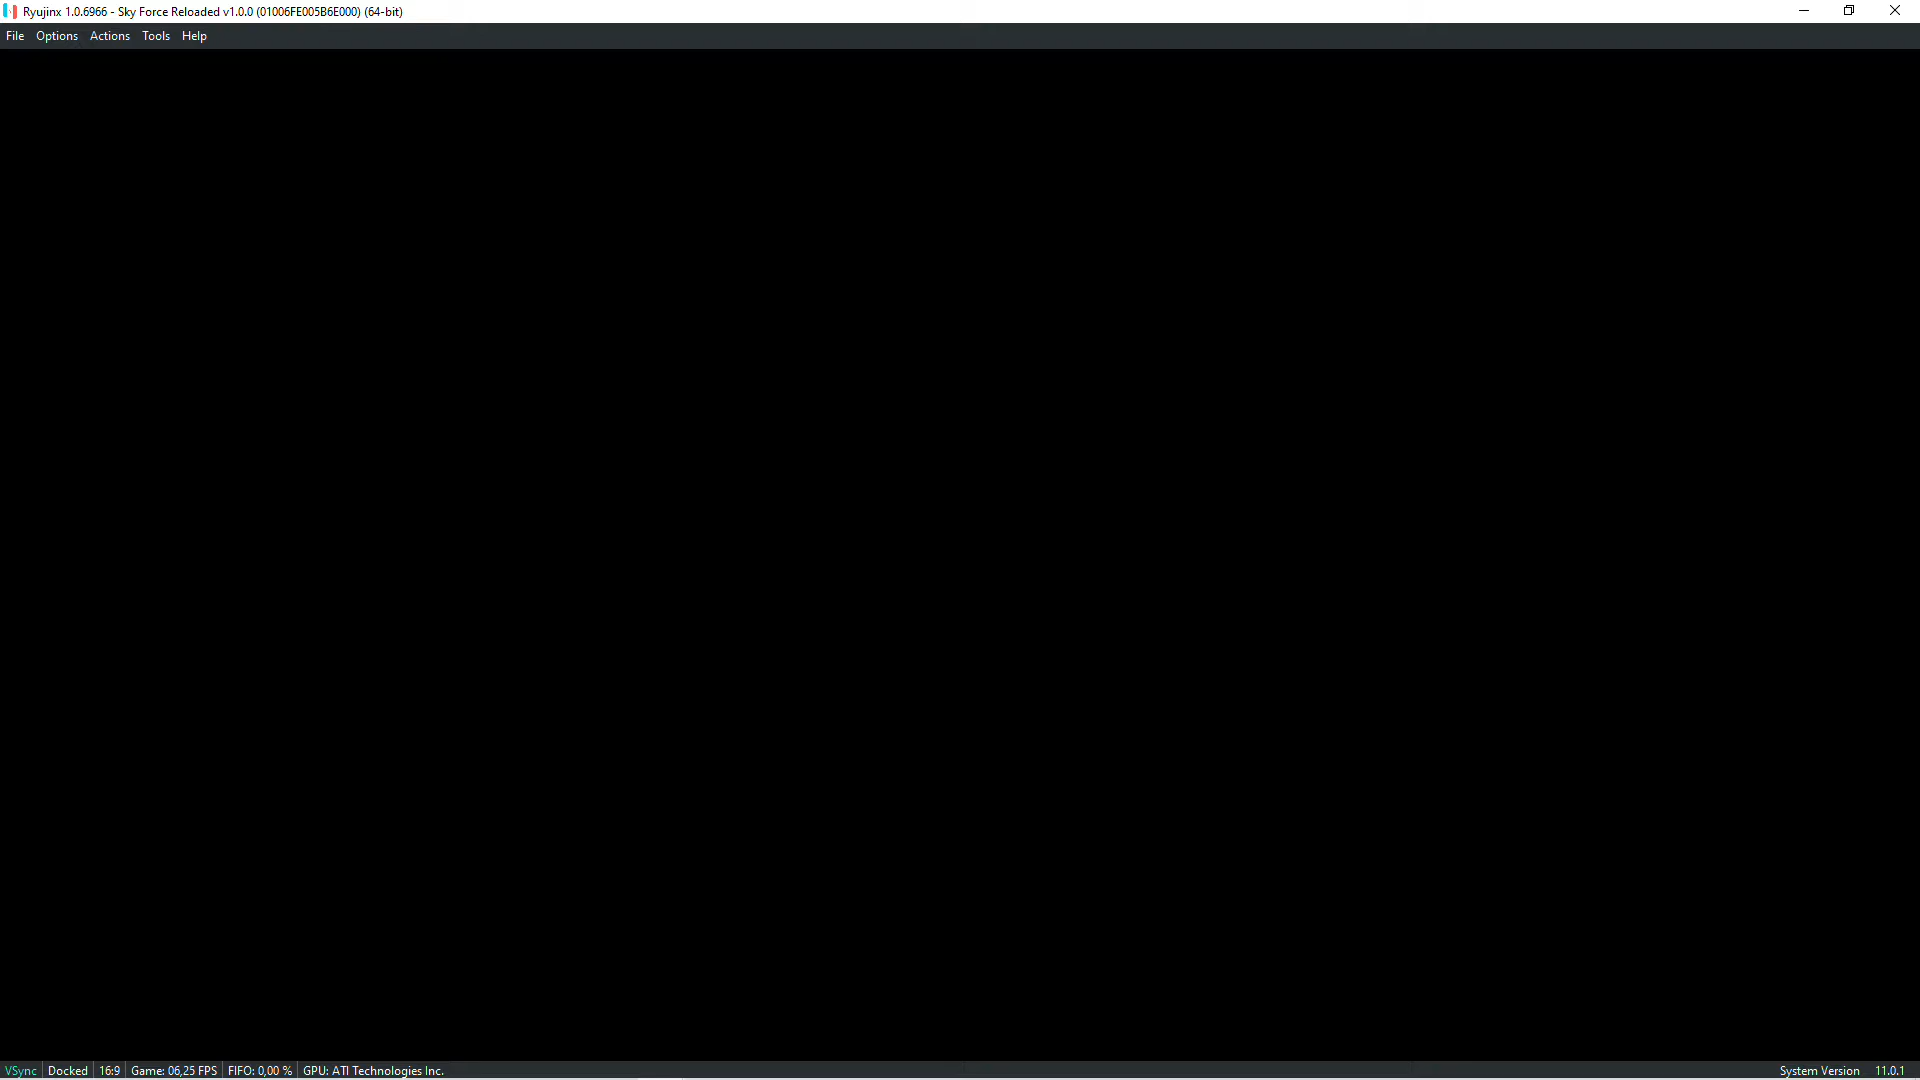 Ryujinx 1.0.6966 - Sky Force Reloaded v1.0.0 (01006FE005B6E000) (64-bit)
File Options Actions Tools Help
VSync Docked 16:9 Game: 06,25 FPS FIFO: 0,00 % GPU: ATI Technologies Inc. System Version 11.0.1